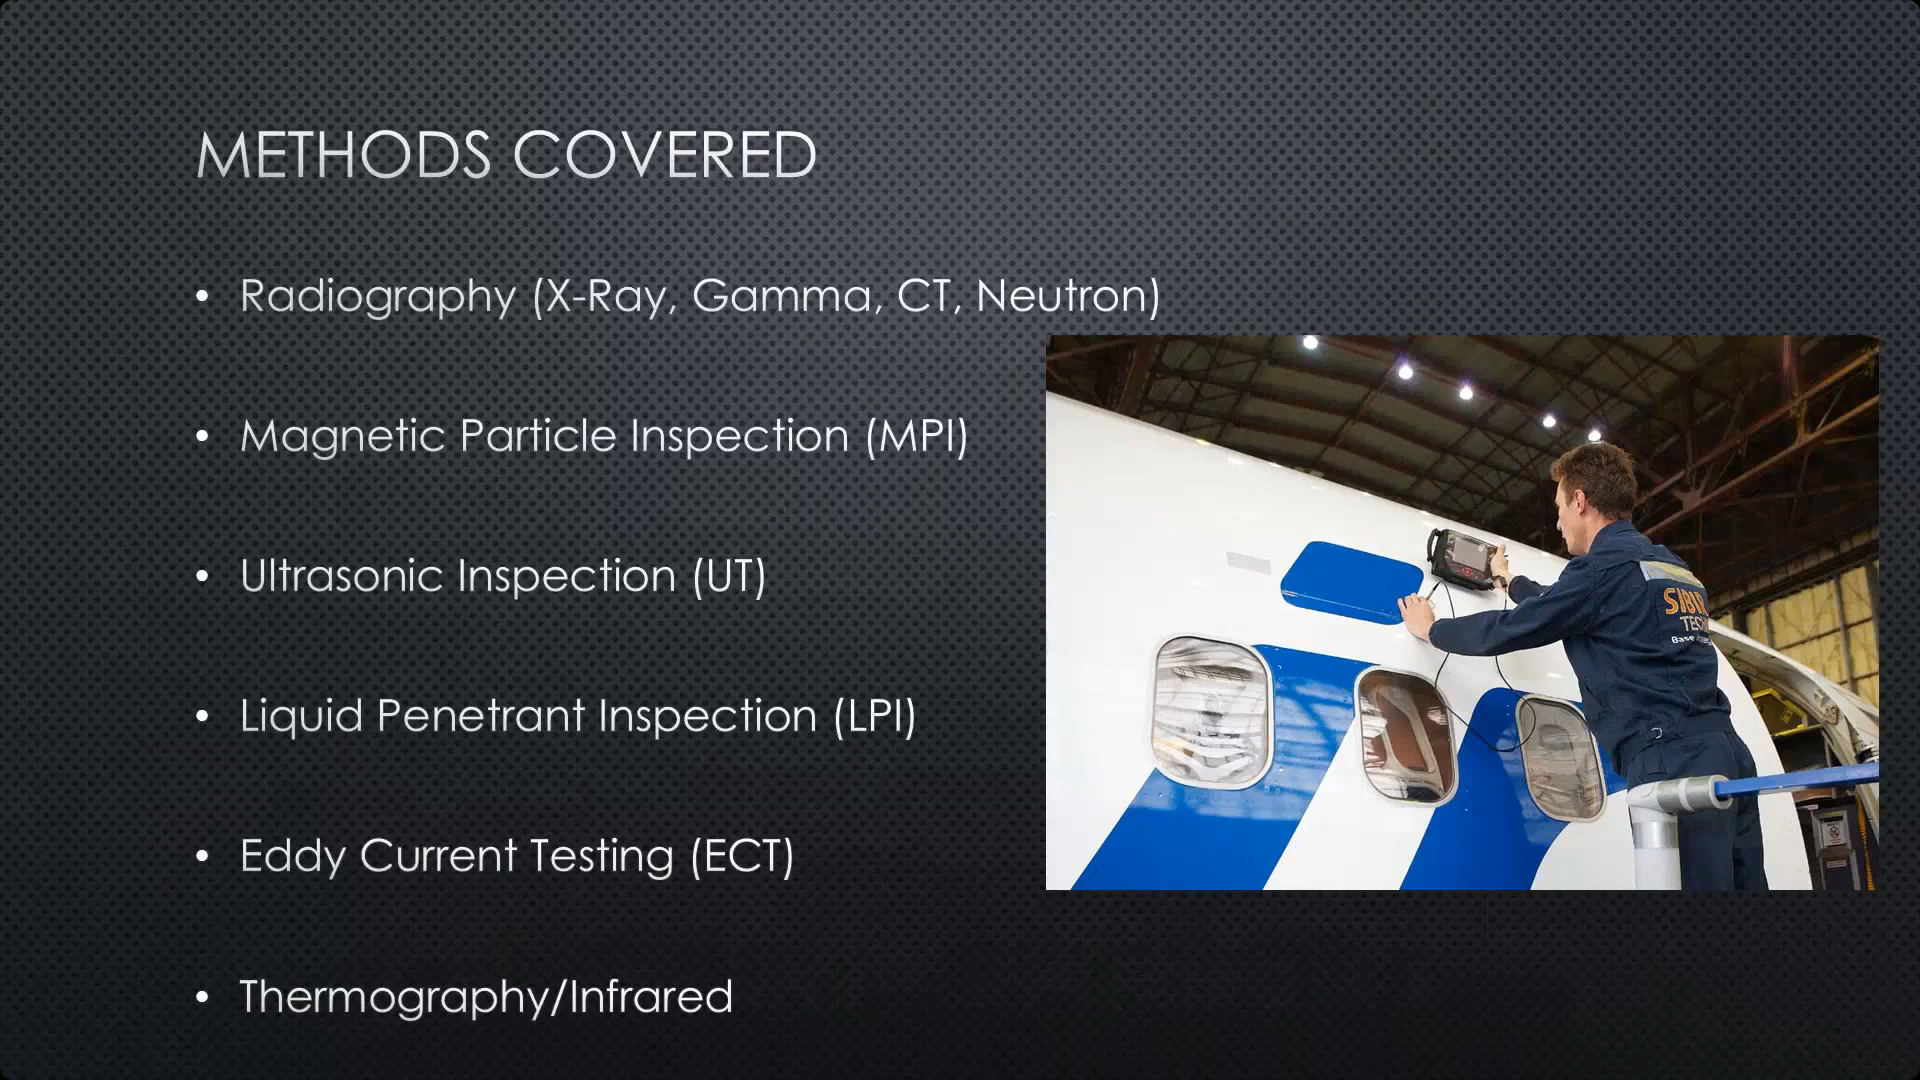 METHODS COVERED
• Radiography (X-Ray, Gamma, CT, Neutron)
• Magnetic Particle Inspection (MPI)
• Ultrasonic Inspection (UT)
• Liquid Penetrant Inspection (LPI)
• Eddy Current Testing (ECT)
• Thermography/Infrared